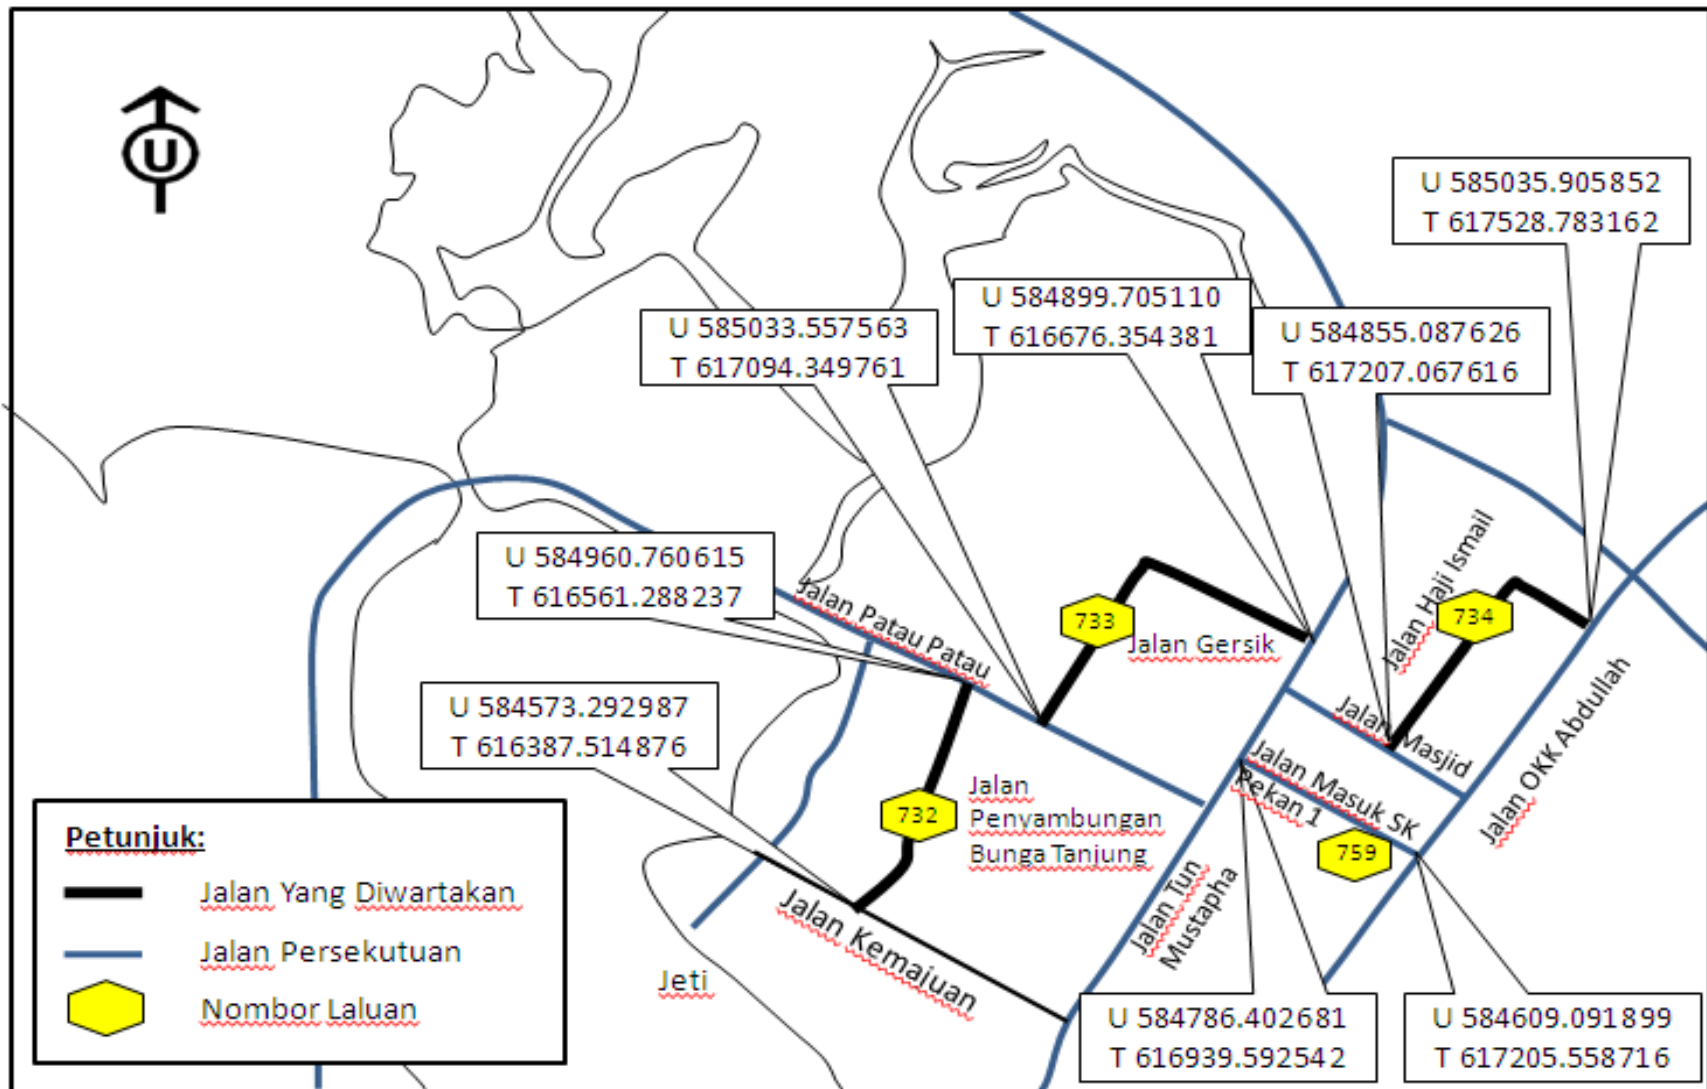 U
U 585035.905852
T 617528.783162
U 584899.705110
T 616676.354381
U 585033.557563
T 617094.349761
U 584855.087626
T 617207.067616
U 584960.760615
T 616561.288237
Jalan Patau Patau
733
Jalan Gersik
Jalan Haji Ismail
734
U 584573.292987
T 616387.514876
Jalan Masjid
Jalan OKK Abdullah
Jalan Masuk SK
Pekan 1
732
Jalan
Penyambungan
Bunga Tanjung
759
Jalan Tun
Mustapha
Jalan Kemajuan
Jeti
Petunjuk:
Jalan Yang Diwartakan
Jalan Persekutuan
Nombor Laluan
U 584786.402681
T 616939.592542
U 584609.091899
T 617205.558716